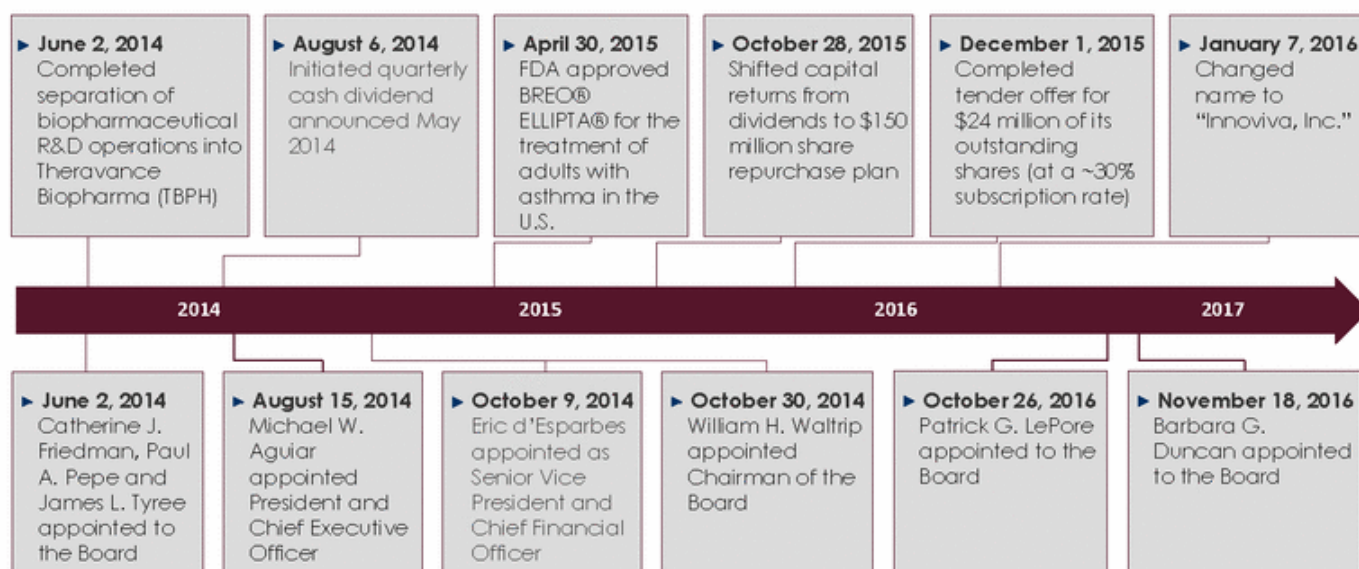 ► June 2, 2014
Completed
separation of
biopharmaceutical
R&D operations into
Theravance
Biopharma (TBPH)
► August 6, 2014
Initiated quarterly
cash dividend
announced May
2014
► April 30, 2015
FDA approved
BREO®
ELLIPTA® for the
treatment of
adults with
asthma in the
U.S.
► October 28, 2015
Shifted capital
returns from
dividends to $150
million share
repurchase plan
► December 1, 2015
Completed
tender offer for
$24 million of its
outstanding
shares (at a ~30%
subscription rate)
► January 7, 2016
Changed
name to
“Innoviva, Inc.”
2014
2015
2016
2017
► June 2, 2014
Catherine J.
Friedman, Paul
A. Pepe and
James L. Tyree
appointed to
the Board
► August 15, 2014
Michael W.
Aguiar
appointed
President and
Chief Executive
Officer
► October 9, 2014
Eric d’Esparbes
appointed as
Senior Vice
President and
Chief Financial
Officer
► October 30, 2014
William H. Waltrip
appointed
Chairman of the
Board
► October 26, 2016
Patrick G. LePore
appointed to the
Board
► November 18, 2016
Barbara G.
Duncan appointed
to the Board